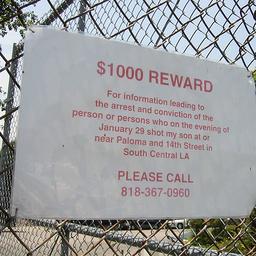 $1000 REWARD
For information leading to
the arrest and conviction of the
person or persons who on the evening of
January 29 shot my son at or
near Paloma and 14th Street in
South Central LA
PLEASE CALL
818-367-0960